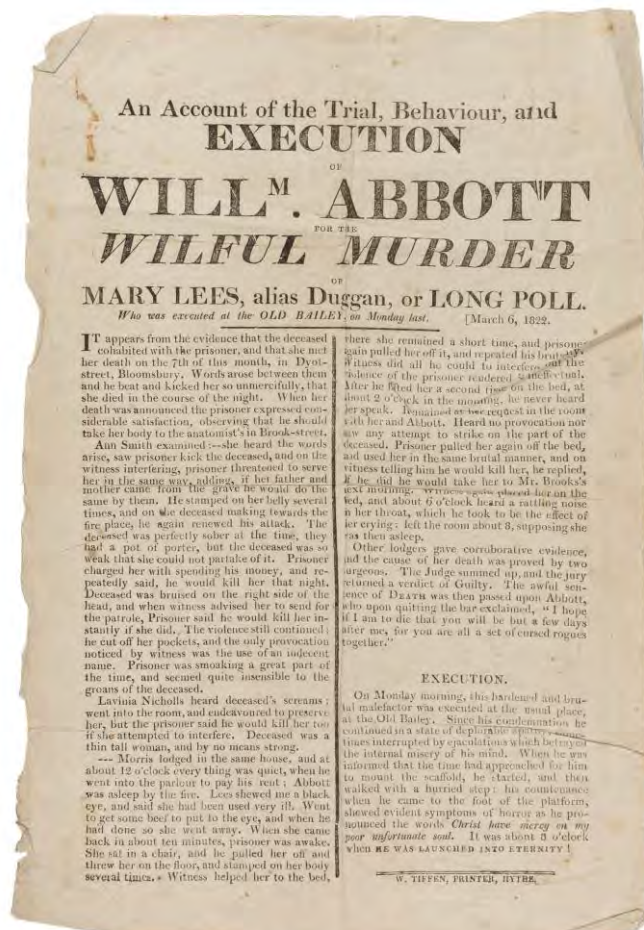 An Account of the Trial, Behaviour, and
EXECUTION
OF
WILL^M. ABBOTT
FOR THE
WILFUL MURDER
OF
MARY LEES, alias Duggan, or LONG POLL.
Who was executed at the OLD BAILEY, on Monday last. [March 6, 1822.
IT appears from the evidence that the deceased
cohabited with the prisoner, and that she met
her death on the 7th of this month, in Dyot-
street, Bloomsbury. Words arose between them
and he beat and kicked her so unmercifully, that
she died in the course of the night. When her
death was announced the prisoner expressed con-
siderable satisfaction, observing that he should
take her body to the anatomist's in Brook-street.
Ann Smith examined:—she heard the words
arise, saw prisoner kick the deceased, and on the
witness interfering, prisoner threatened to serve
her in the same way, adding, if her father and
mother came from the grave he would do the
same by them. He stamped on her belly several
times, and on the deceased making towards the
fire place, he again renewed his attack. The
deceased was perfectly sober at the time, they
had a pot of porter, but the deceased was so
weak that she could not partake of it. Prisoner
charged her with spending his money, and re-
peatedly said, he would kill her that night.
Deceased was bruised on the right side of the
head, and when witness advised her to send for
the patrole, Prisoner said he would kill her in-
stantly if she did. The violence still continued;
he cut off her pockets, and the only provocation
noticed by witness was the use of an indecent
name. Prisoner was smoaking a great part of
the time, and seemed quite insensible to the
groans of the deceased.
Lavinia Nicholls heard deceased's screams;
went into the room, and endeavoured to preserve
her, but the prisoner said he would kill her too
if she attempted to interfere. Deceased was a
thin tall woman, and by no means strong.
--- Morris lodged in the same house, and at
about 12 o'clock every thing was quiet, when he
went into the parlour to pay his rent; Abbott
was asleep by the fire. Lees shewed me a black
eye, and said she had been used very ill. Went
to get some beef to put to the eye, and when he
had done so she went away. When she came
back in about ten minutes, prisoner was awake.
She sat in a chair, and he pulled her off and
threw her on the floor, and stamped on her body
several times. Witness helped her to the bed,
where she remained a short time, and prisoner
again pulled her off it, and repeated his
Witness did all he could to interfere, but the
violence of the prisoner rendered it ineffectual.
After he lifted her a second time on the bed, at
about 2 o'clock in the morning, he never heard
her speak. Remained at her request in the room
with her and Abbott. Heard no provocation nor
saw any attempt to strike on the part of the
deceased. Prisoner pulled her again off the bed,
and used her in the same brutal manner, and on
witness telling him he would kill her, he replied,
if he did he would take her to Mr. Brooks's
next morning. Witness again placed her on the
bed, and about 6 o'clock heard a rattling noise
in her throat, which he took to be the effect of
her crying: left the room about 8, supposing she
was then asleep.
Other lodgers gave corroborative evidence,
and the cause of her death was proved by two
surgeons. The Judge summed up, and the jury
returned a verdict of Guilty. The awful sen-
tence of DEATH was then passed upon Abbott,
who upon quitting the bar exclaimed, "I hope
if I am to die that you will be but a few days
after me, for you are all a set of cursed rogues
together."
EXECUTION.
On Monday morning, this hardened and bru-
tal malefactor was executed at the usual place,
at the Old Bailey. Since his condemnation he
continued in a state of deplorable apathy, some-
times interrupted by ejaculations which betrayed
the internal misery of his mind. When he was
informed that the time had approached for him
to mount the scaffold, he started, and then
walked with a hurried step: his countenance
when he came to the foot of the platform,
shewed evident symptoms of horror as he pro-
nounced the words Christ have mercy on my
poor unfortunate soul. It was about 8 o'clock
when HE WAS LAUNCHED INTO ETERNITY!
W. TIFFEN, PRINTER, HYTHE.